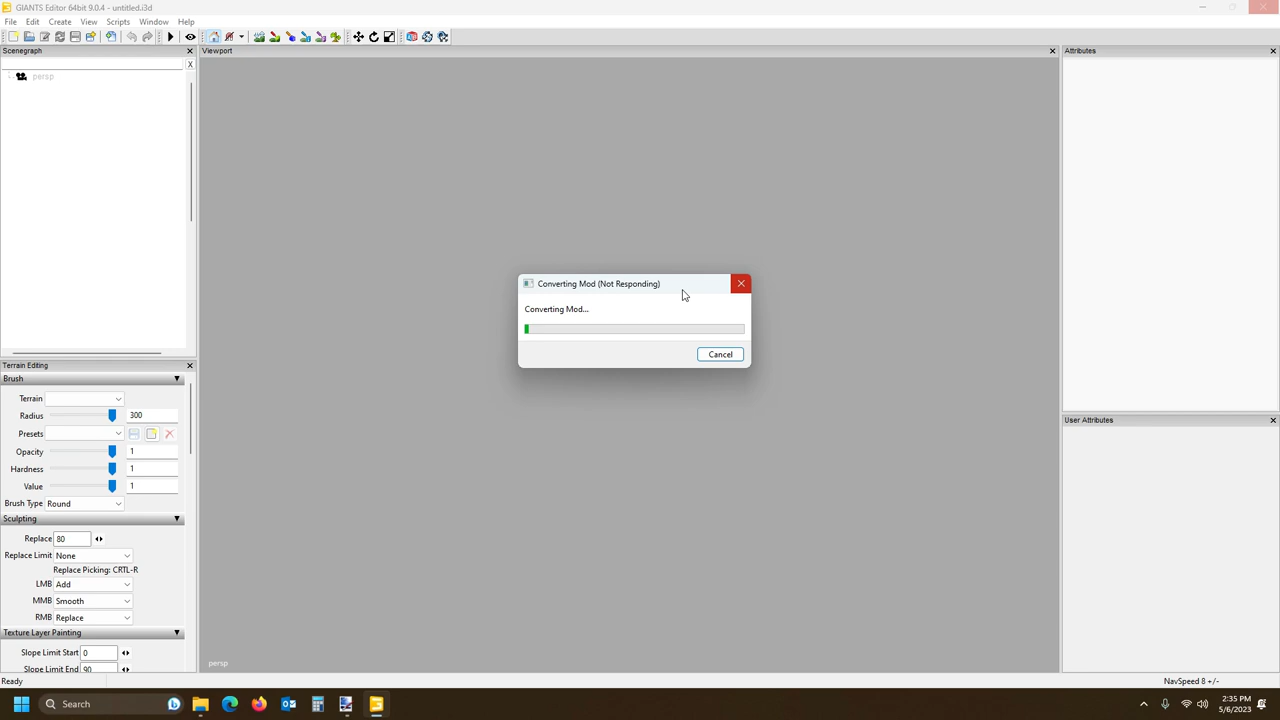 GIANTS Editor 64bit 9.0.4 - untitled.i3d
File Edit Create View Scripts Window Help
Scenegraph
Viewport
Attributes
X
persp
Converting Mod (Not Responding)
Converting Mod...
Cancel
Terrain Editing
Brush
Terrain
Radius 300
Presets
Opacity 1
Hardness 1
Value 1
Brush Type Round
Sculpting
Replace 80
Replace Limit None
Replace Picking: CRTL-R
LMB Add
MMB Smooth
RMB Replace
Texture Layer Painting
Slope Limit Start 0
Slope Limit End 90
User Attributes
persp
Ready
NavSpeed 8 +/-
Search
2:35 PM
5/6/2023